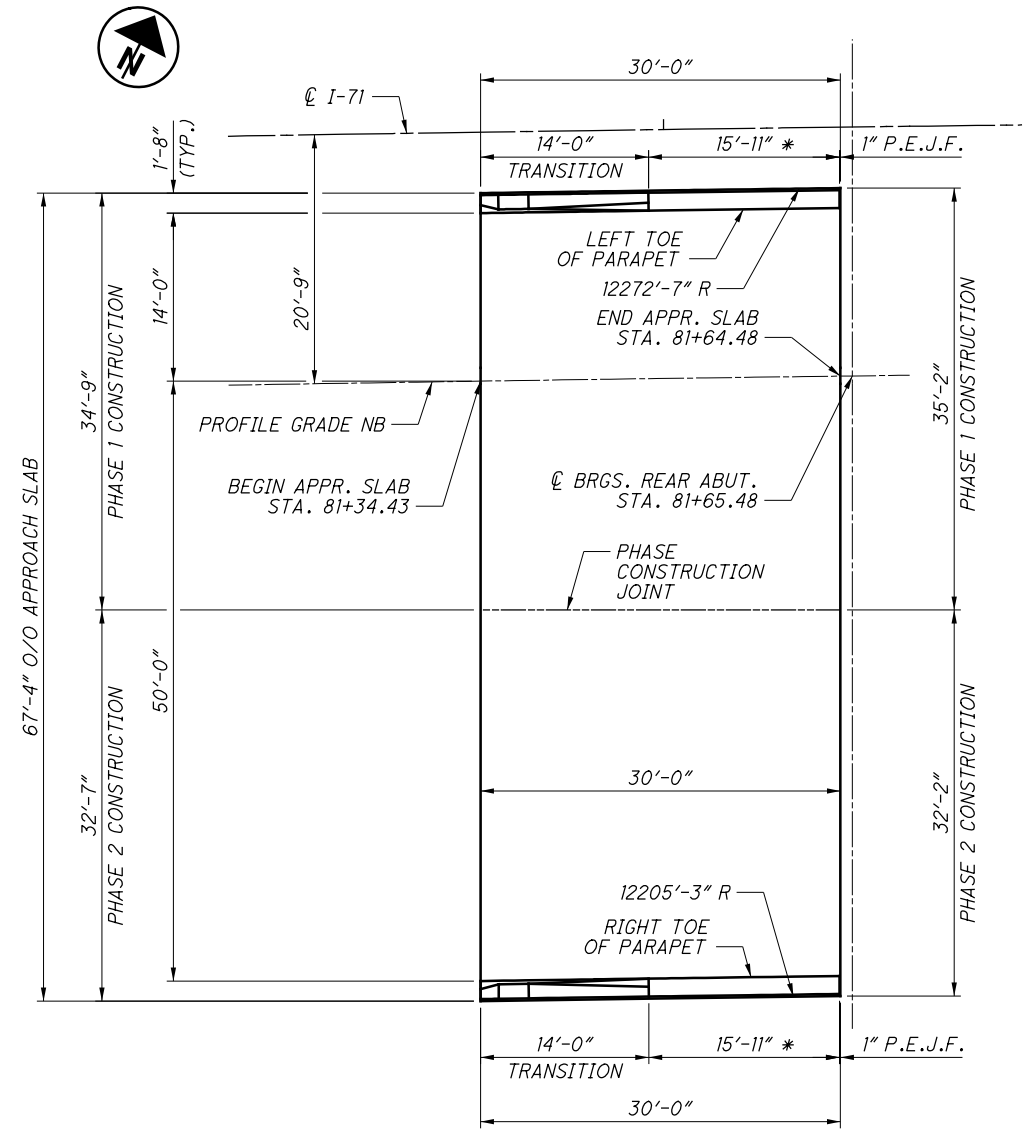 N
30'-0"
℄ I-71
1'-8"
(TYP.)
14'-0"
TRANSITION
15'-11" *
1" P.E.J.F.
LEFT TOE
OF PARAPET
12272'-7" R
END APPR. SLAB
STA. 81+64.48
14'-0"
20'-9"
34'-9"
PHASE 1 CONSTRUCTION
35'-2"
PHASE 1 CONSTRUCTION
PROFILE GRADE NB
BEGIN APPR. SLAB
STA. 81+34.43
℄ BRGS. REAR ABUT.
STA. 81+65.48
67'-4" O/O APPROACH SLAB
PHASE
CONSTRUCTION
JOINT
50'-0"
32'-7"
PHASE 2 CONSTRUCTION
30'-0"
32'-2"
PHASE 2 CONSTRUCTION
12205'-3" R
RIGHT TOE
OF PARAPET
14'-0"
TRANSITION
15'-11" *
1" P.E.J.F.
30'-0"